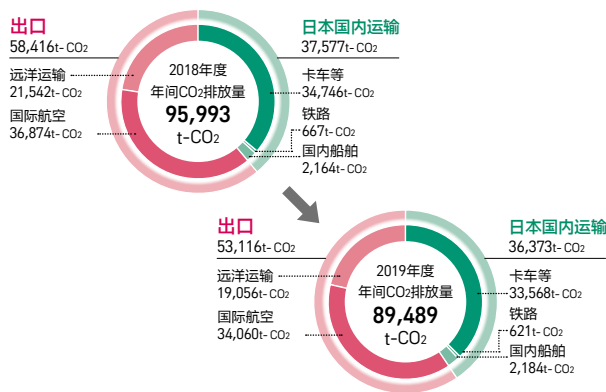 出口
58,416t- CO2
远洋运输
21,542t- CO2
国际航空
36,874t- CO2
2018年度
年间CO2排放量
95,993
t-CO2
日本国内运输
37,577t- CO2
卡车等
34,746t- CO2
铁路
667t- CO2
国内船舶
2,164t- CO2
出口
53,116t- CO2
远洋运输
19,056t- CO2
国际航空
34,060t- CO2
2019年度
年间CO2排放量
89,489
t-CO2
日本国内运输
36,373t- CO2
卡车等
33,568t- CO2
铁路
621t- CO2
国内船舶
2,184t- CO2